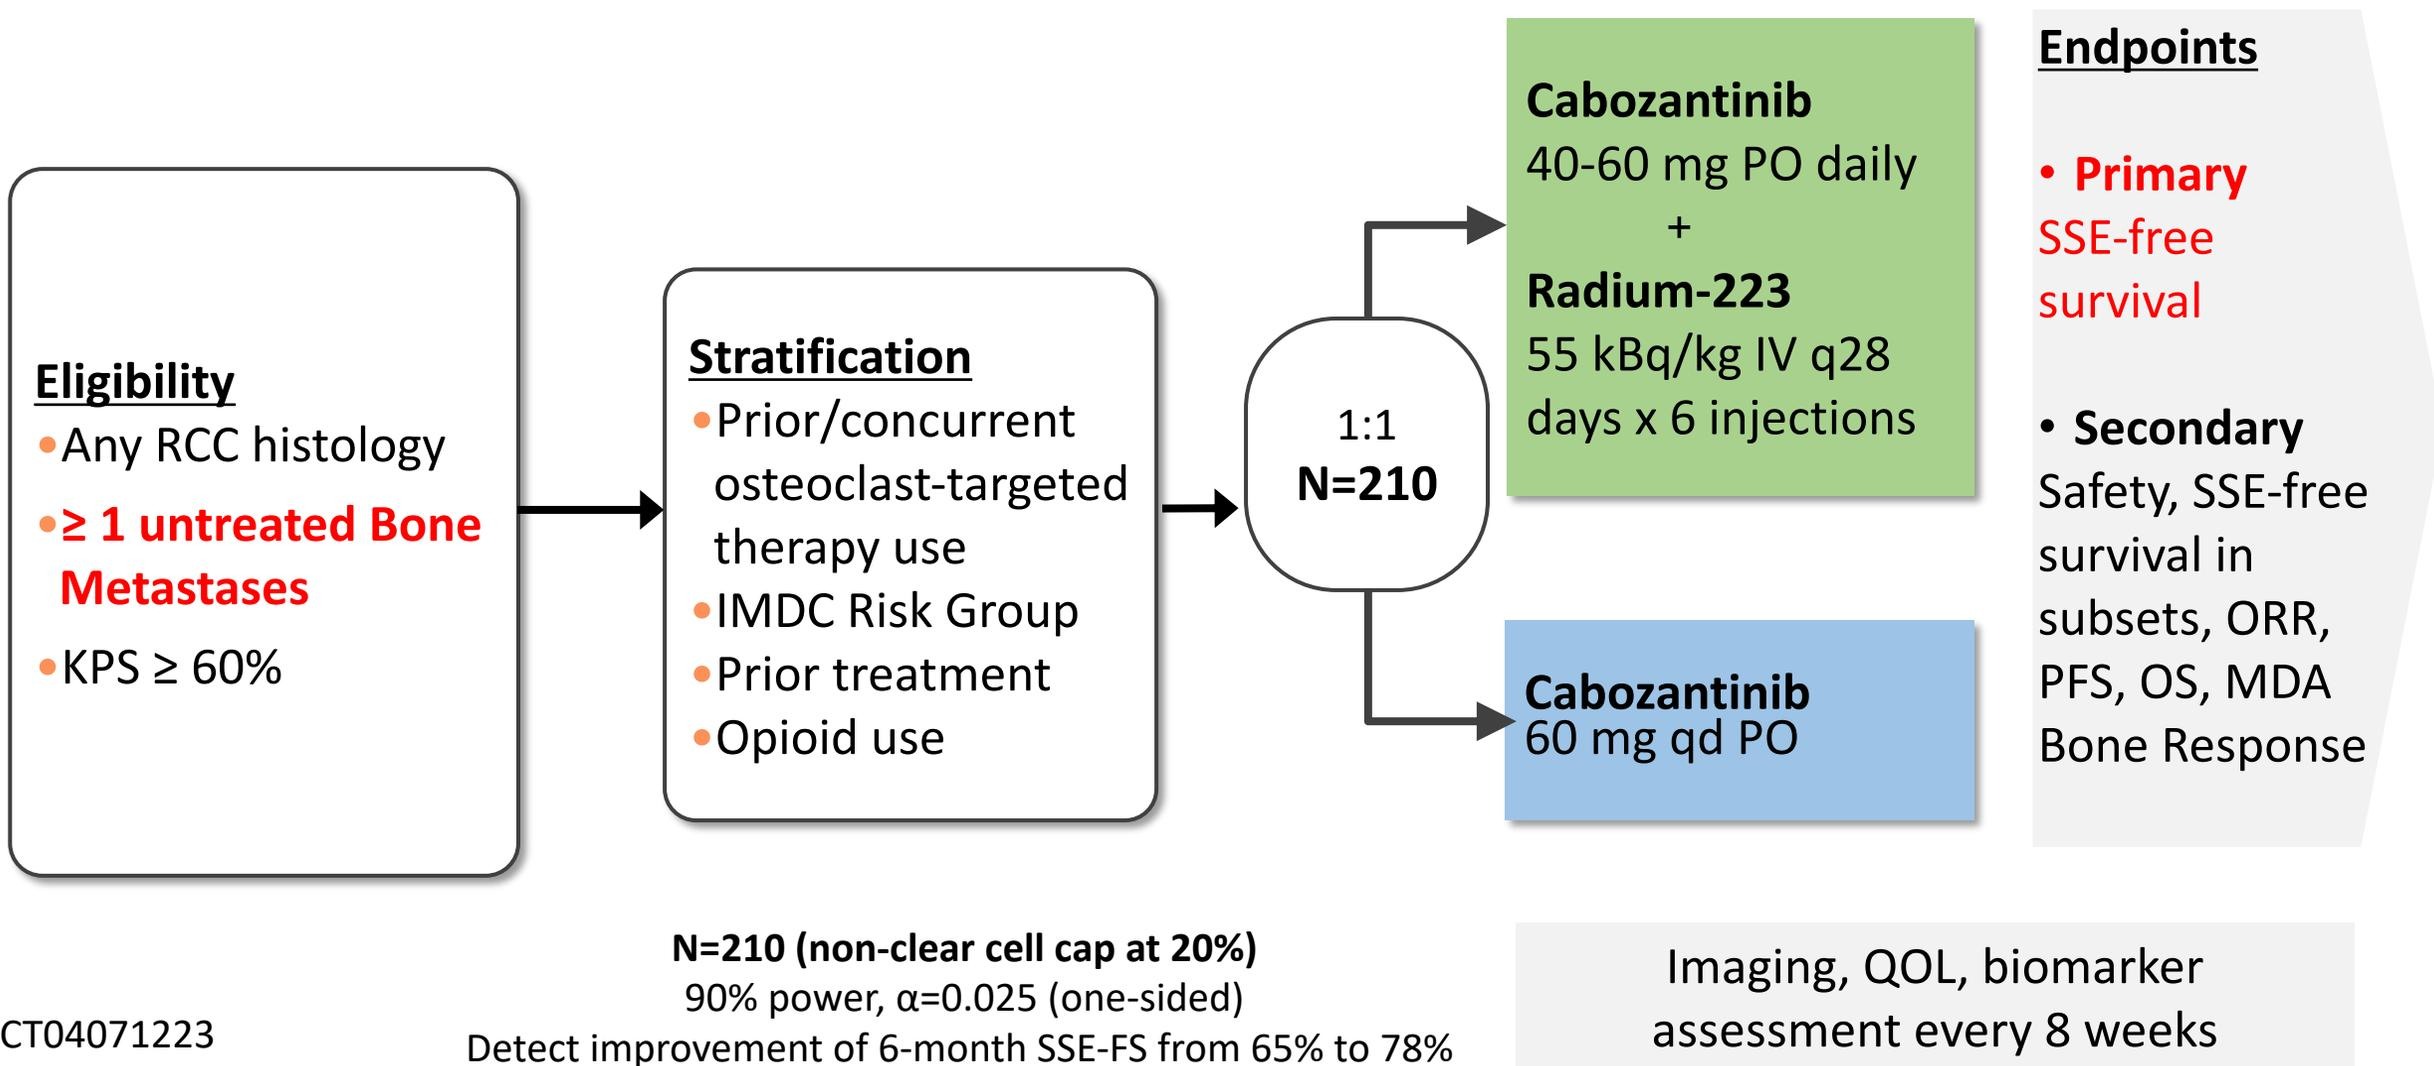 Eligibility
•Any RCC histology
•≥ 1 untreated Bone
Metastases
•KPS ≥ 60%
Stratification
•Prior/concurrent
osteoclast-targeted
therapy use
•IMDC Risk Group
•Prior treatment
•Opioid use
1:1
N=210
Cabozantinib
40-60 mg PO daily
+
Radium-223
55 kBq/kg IV q28
days x 6 injections
Cabozantinib
60 mg qd PO
Endpoints
• Primary
SSE-free
survival
• Secondary
Safety, SSE-free
survival in
subsets, ORR,
PFS, OS, MDA
Bone Response
N=210 (non-clear cell cap at 20%)
90% power, α=0.025 (one-sided)
Detect improvement of 6-month SSE-FS from 65% to 78%
CT04071223
Imaging, QOL, biomarker
assessment every 8 weeks